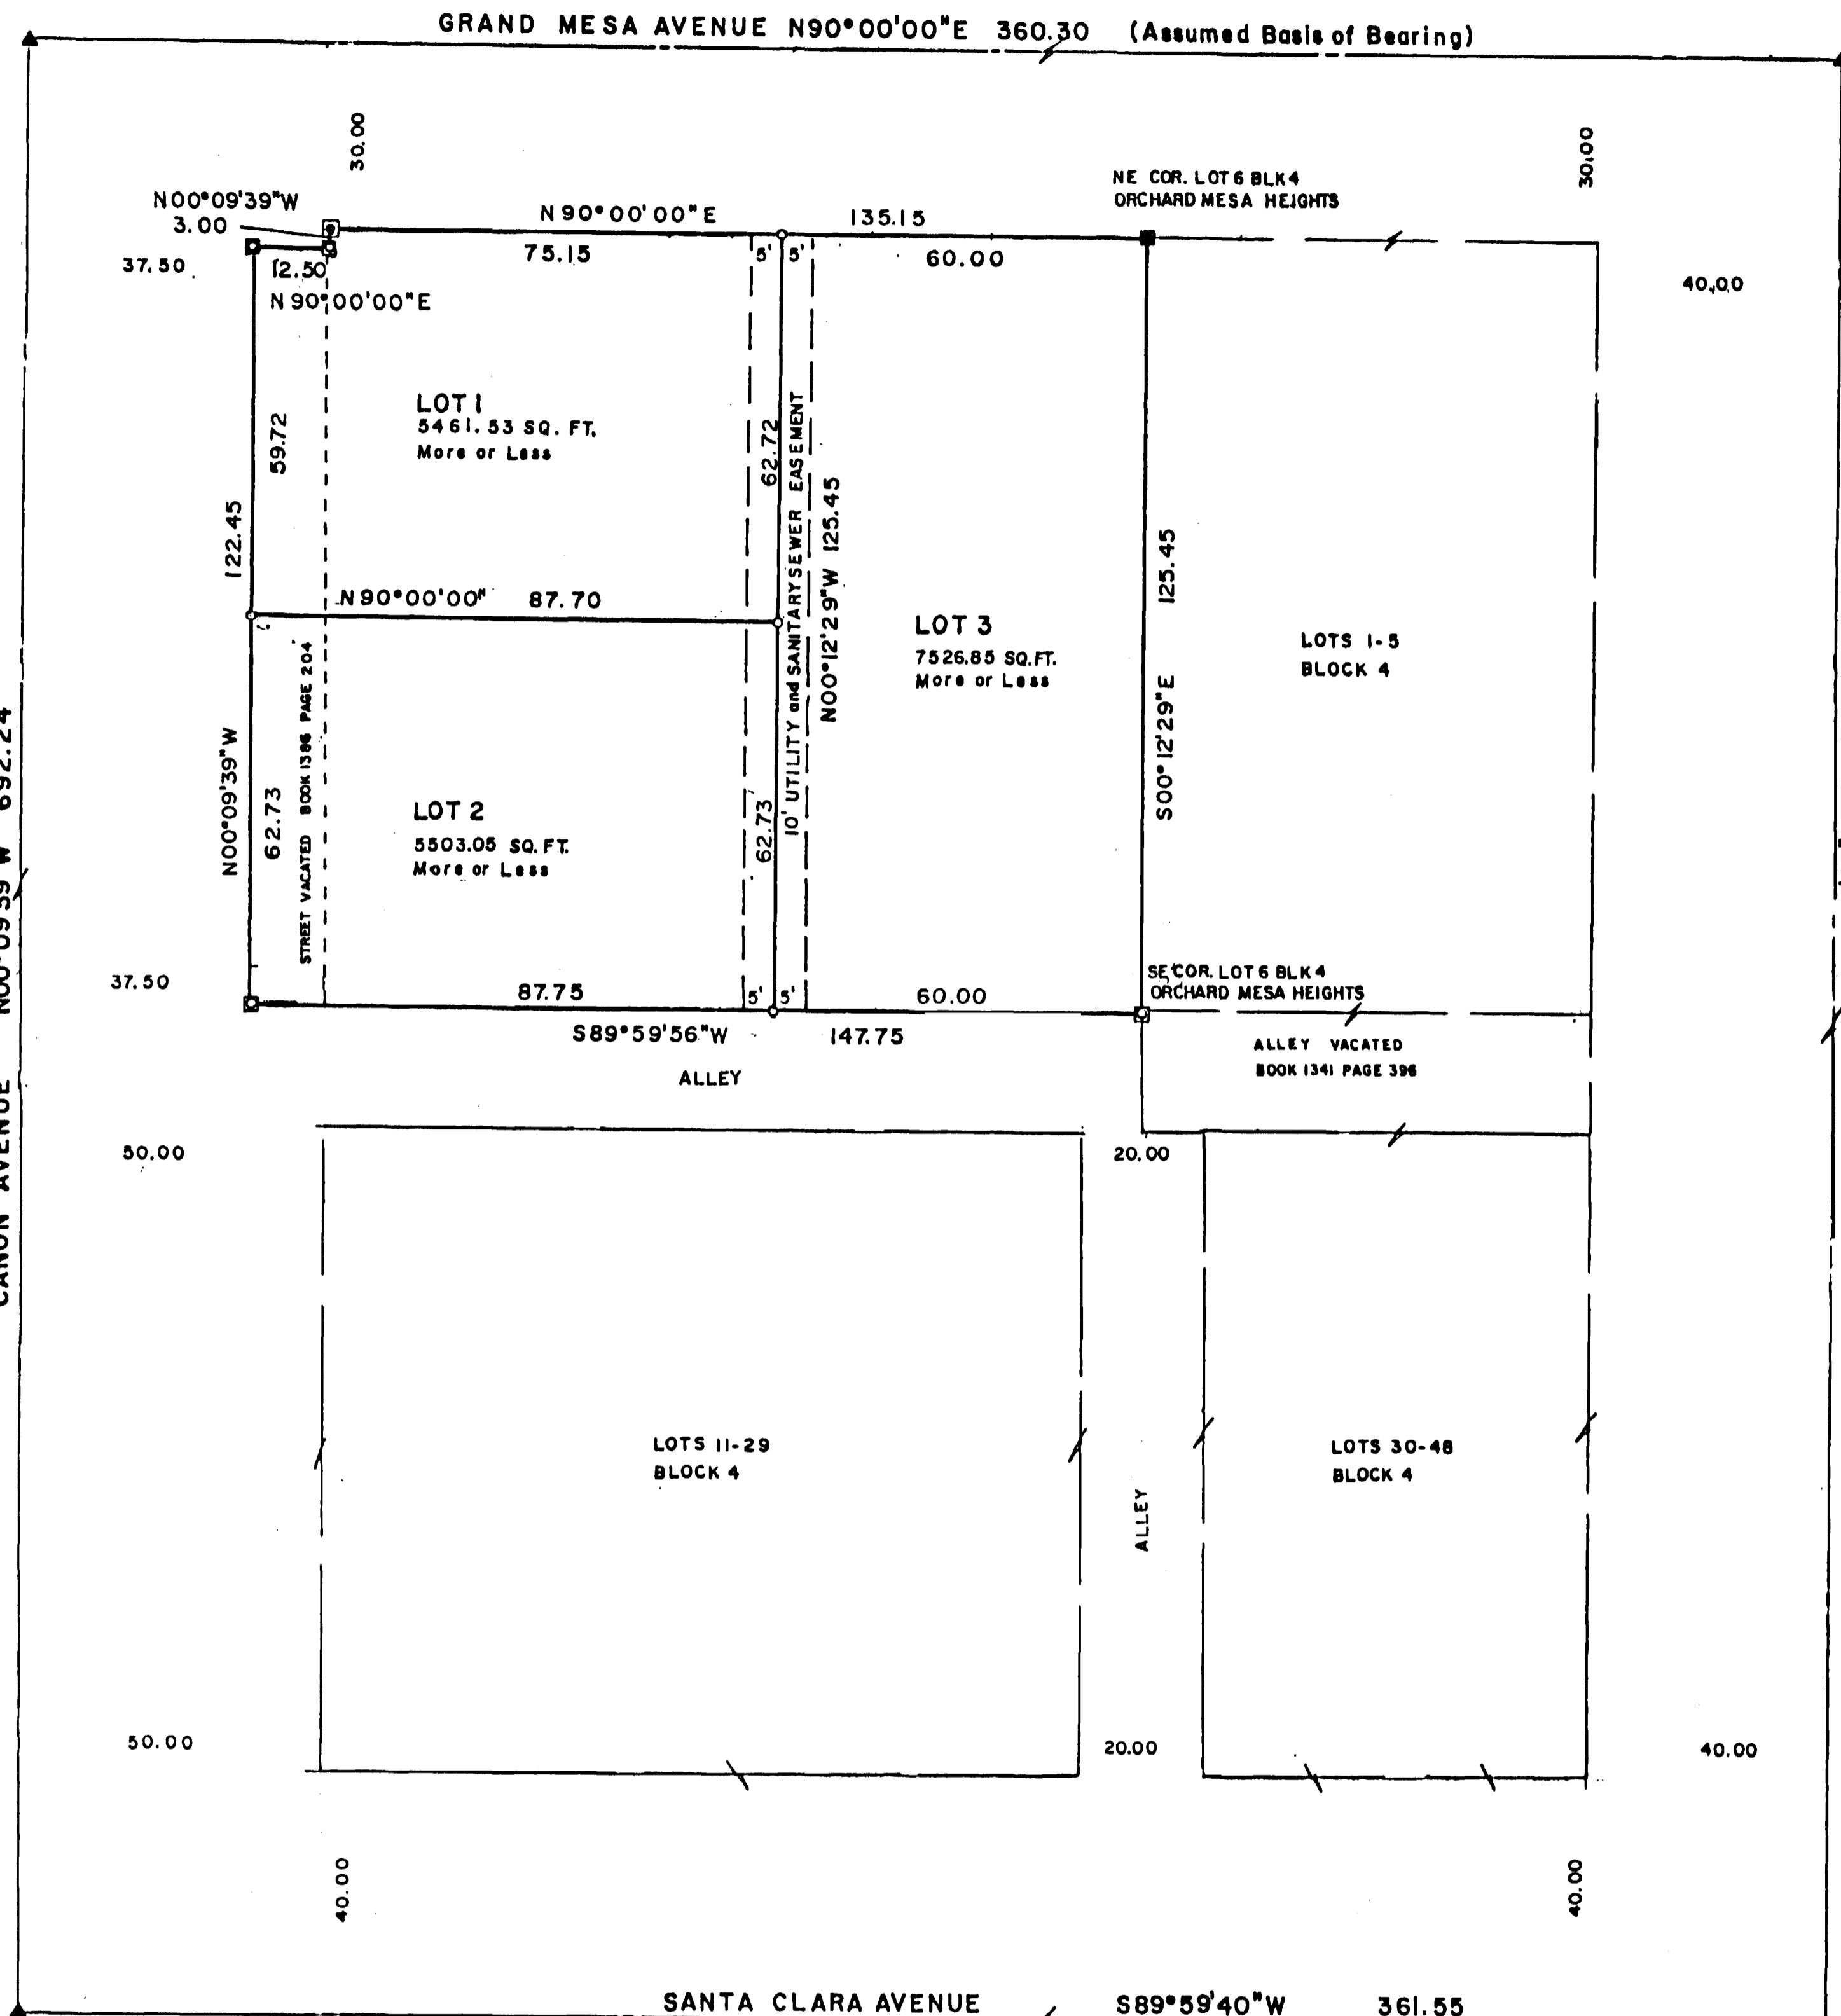 GRAND MESA AVENUE N90°00'00"E 360.30 (Assumed Basis of Bearing)
30.00
30.00
NE COR. LOT 6 BLK 4
ORCHARD MESA HEIGHTS
N00°09'39"W
3.00
N 90°00'00"E
135.15
37.50
12.50
75.15
5'
5'
60.00
40.00
N 90°00'00"E
LOT 1
5461.53 SQ. FT.
More or Less
59.72
62.72
122.45
10' UTILITY and SANITARY SEWER EASEMENT
N00°12'29"W 125.45
125.45
S00°12'29"E
N 90°00'00" 87.70
LOT 3
7526.85 SQ.FT.
More or Less
LOTS 1-5
BLOCK 4
CANON AVENUE N00°09'39"W 692.24
N00°09'39"W
62.73
STREET VACATED BOOK 1386 PAGE 204
LOT 2
5503.05 SQ. FT.
More or Less
62.73
37.50
87.75
5'
5'
60.00
SE COR. LOT 6 BLK 4
ORCHARD MESA HEIGHTS
S89°59'56"W
147.75
ALLEY
ALLEY VACATED
BOOK 1341 PAGE 396
50.00
20.00
LOTS 11-29
BLOCK 4
LOTS 30-48
BLOCK 4
ALLEY
50.00
20.00
40.00
40.00
40.00
SANTA CLARA AVENUE S89°59'40"W 361.55